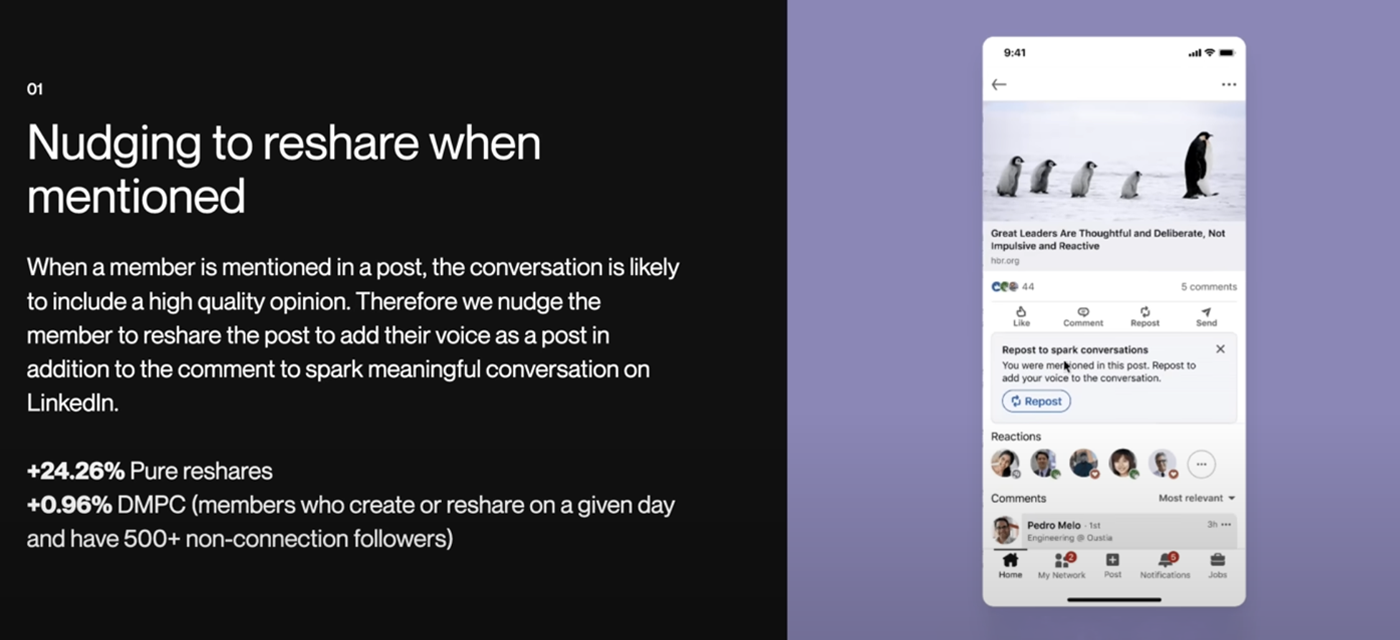 01
Nudging to reshare when
mentioned
When a member is mentioned in a post, the conversation is likely
to include a high quality opinion. Therefore we nudge the
member to reshare the post to add their voice as a post in
addition to the comment to spark meaningful conversation on
LinkedIn.
+24.26% Pure reshares
+0.96% DMPC (members who create or reshare on a given day
and have 500+ non-connection followers)
9:41
Great Leaders Are Thoughtful and Deliberate, Not
Impulsive and Reactive
hbr.org
44 5 comments
Like Comment Repost Send
Repost to spark conversations
You were mentioned in this post. Repost to
add your voice to the conversation.
Repost
Reactions
Comments Most relevant
Pedro Melo · 1st 3h
Engineering @ Oustia
2 5
Home My Network Post Notifications Jobs